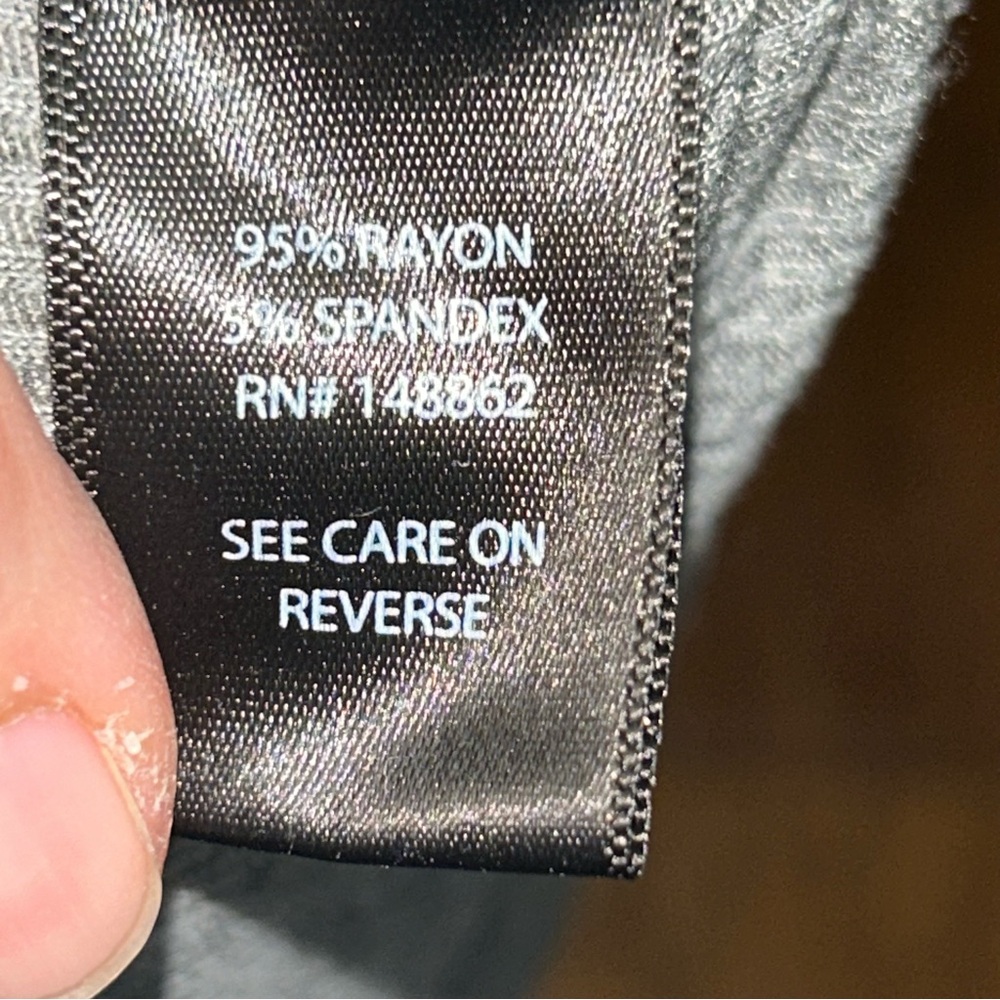 95% RAYON
5% SPANDEX
RN# 148862
SEE CARE ON
REVERSE